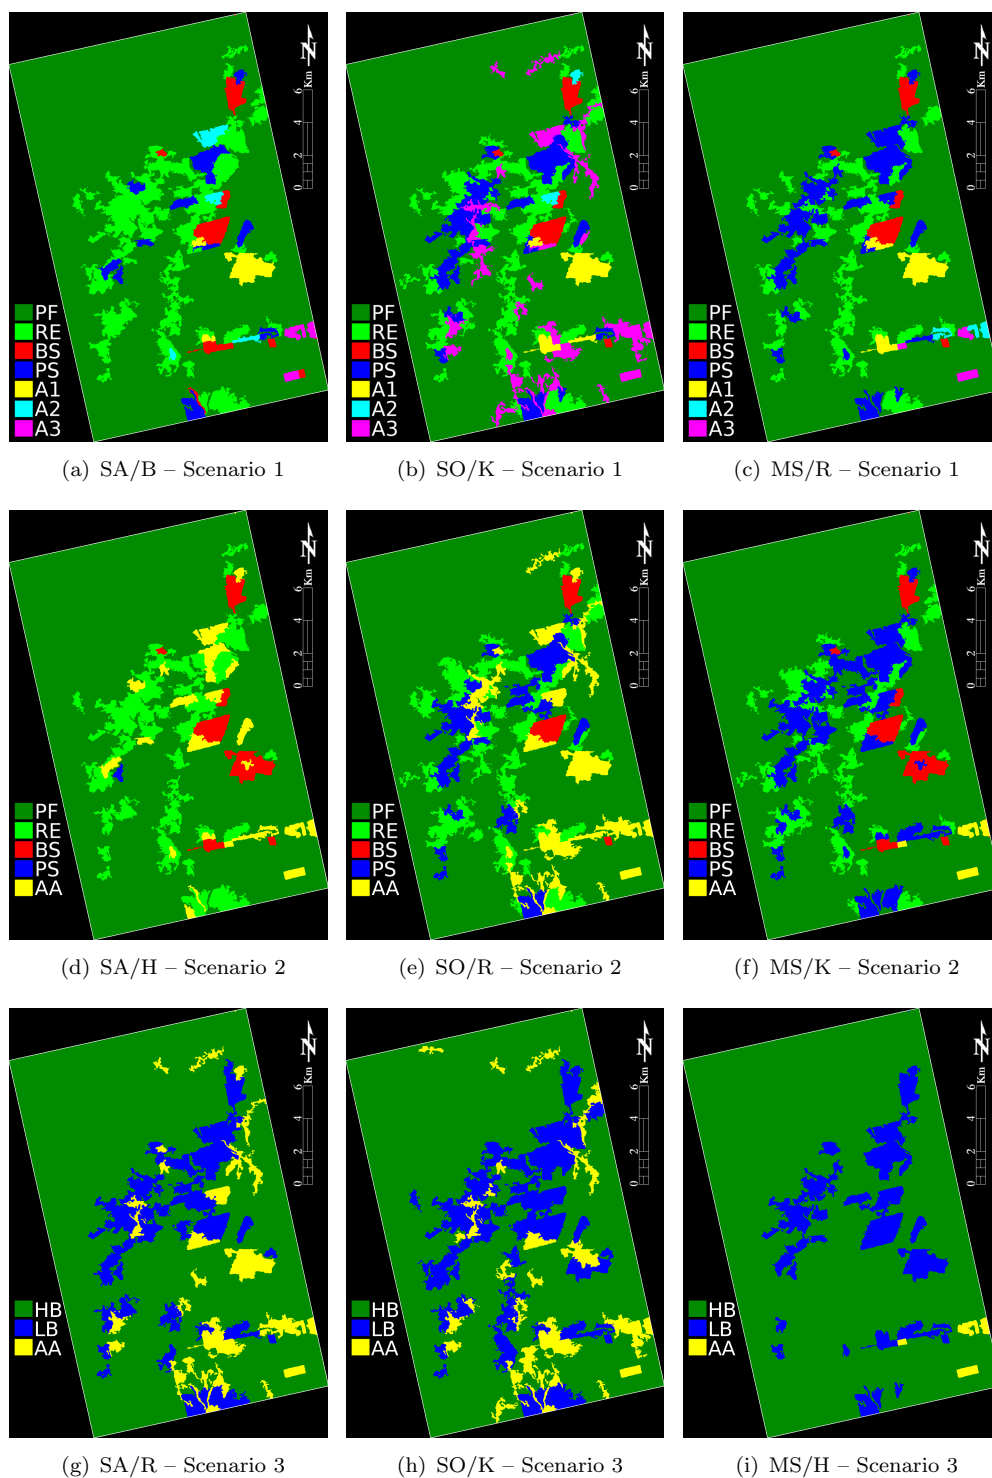 N
Km
6
4
2
0
PF
RE
BS
PS
A1
A2
A3
(a) SA/B – Scenario 1
N
Km
6
4
2
0
PF
RE
BS
PS
A1
A2
A3
(b) SO/K – Scenario 1
N
Km
6
4
2
0
PF
RE
BS
PS
A1
A2
A3
(c) MS/R – Scenario 1
N
Km
6
4
2
0
PF
RE
BS
PS
AA
(d) SA/H – Scenario 2
N
Km
6
4
2
0
PF
RE
BS
PS
AA
(e) SO/R – Scenario 2
N
Km
6
4
2
0
PF
RE
BS
PS
AA
(f) MS/K – Scenario 2
N
Km
6
4
2
0
HB
LB
AA
(g) SA/R – Scenario 3
N
Km
6
4
2
0
HB
LB
AA
(h) SO/K – Scenario 3
N
Km
6
4
2
0
HB
LB
AA
(i) MS/H – Scenario 3